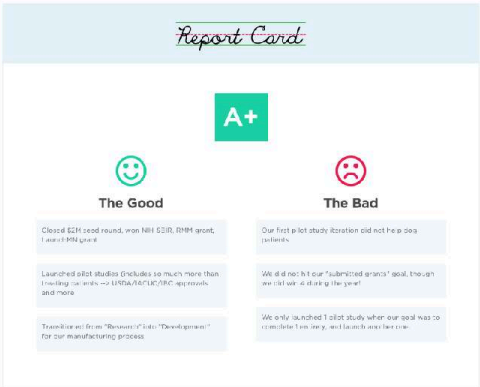 Report Card
A+
The Good
Closed $2M seed round, won NIH SBIR, RMM grant,
LaunchMN grant
Launched pilot studies (includes so much more than
treating patients --> USDA/IACUC/IBC approvals
and more
Transitioned from "Research" into "Development"
for our manufacturing process
The Bad
Our first pilot study iteration did not help dog
patients
We did not hit our "submitted grants" goal, though
we did win 4 during the year!
We only launched 1 pilot study when our goal was to
complete 1 entirely, and launch another one